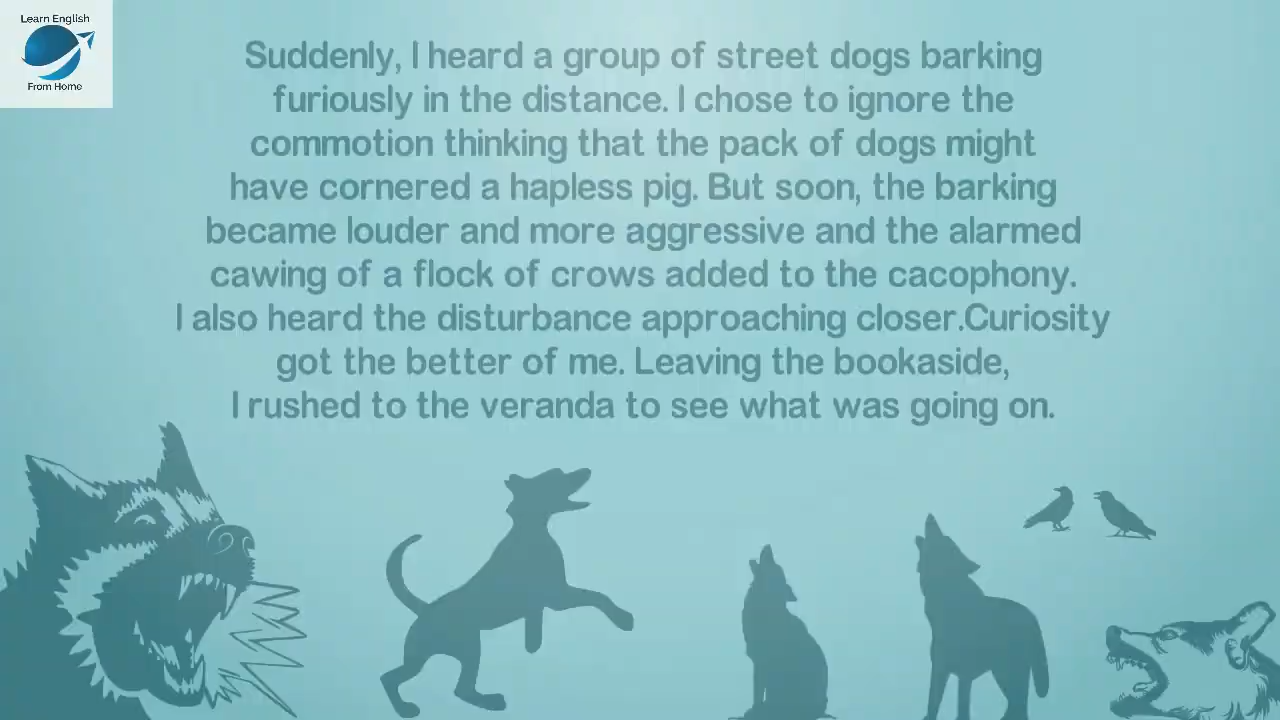 Learn English
From Home
Suddenly, I heard a group of street dogs barking
furiously in the distance. I chose to ignore the
commotion thinking that the pack of dogs might
have cornered a hapless pig. But soon, the barking
became louder and more aggressive and the alarmed
cawing of a flock of crows added to the cacophony.
I also heard the disturbance approaching closer.Curiosity
got the better of me. Leaving the bookaside,
I rushed to the veranda to see what was going on.